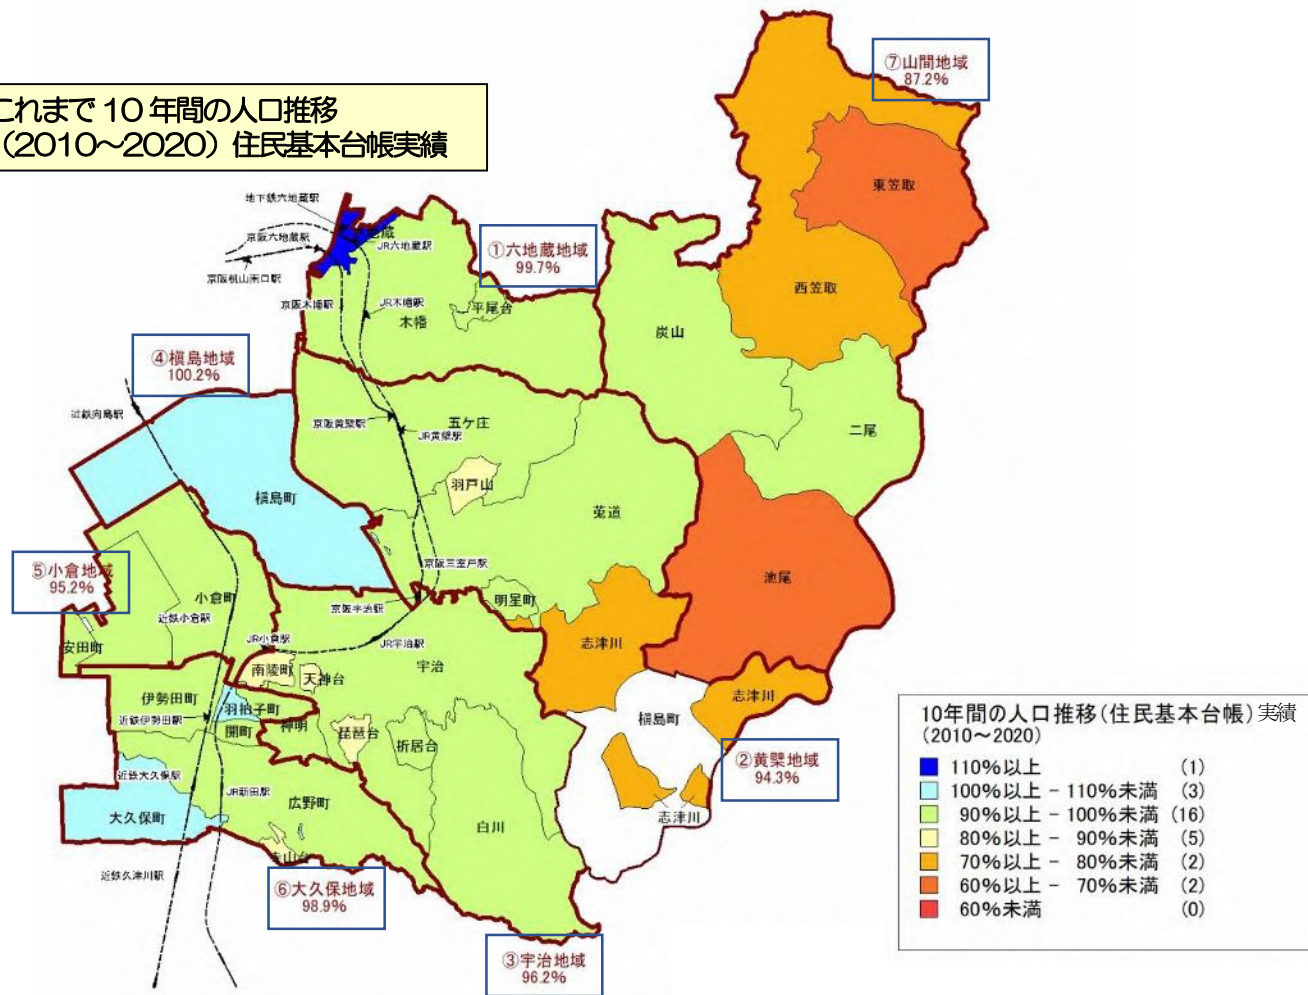 これまで10年間の人口推移
（2010～2020）住民基本台帳実績
⑦山間地域
87.2%
東笠取
西笠取
地下鉄六地蔵駅
京阪六地蔵駅
JR六地蔵駅
京阪桃山南口駅
①六地蔵地域
99.7%
京阪木幡駅
JR木幡駅
平尾台
木幡
炭山
④槇島地域
100.2%
近鉄向島駅
京阪黄檗駅
五ケ庄
JR黄檗駅
二尾
羽戸山
槇島町
莵道
⑤小倉地域
95.2%
京阪三室戸駅
池尾
小倉町
明星町
京阪宇治駅
近鉄小倉駅
JR小倉駅
JR宇治駅
志津川
安田町
宇治
南陵町
天神台
伊勢田町
志津川
羽拍子町
槇島町
近鉄伊勢田駅
開町
神明
琵琶台
折居台
②黄檗地域
94.3%
近鉄大久保駅
JR新田駅
広野町
大久保町
白川
志津川
近鉄久津川駅
⑥大久保地域
98.9%
③宇治地域
96.2%
10年間の人口推移(住民基本台帳)実績
(2010～2020)
110%以上 (1)
100%以上 - 110%未満 (3)
90%以上 - 100%未満 (16)
80%以上 - 90%未満 (5)
70%以上 - 80%未満 (2)
60%以上 - 70%未満 (2)
60%未満 (0)